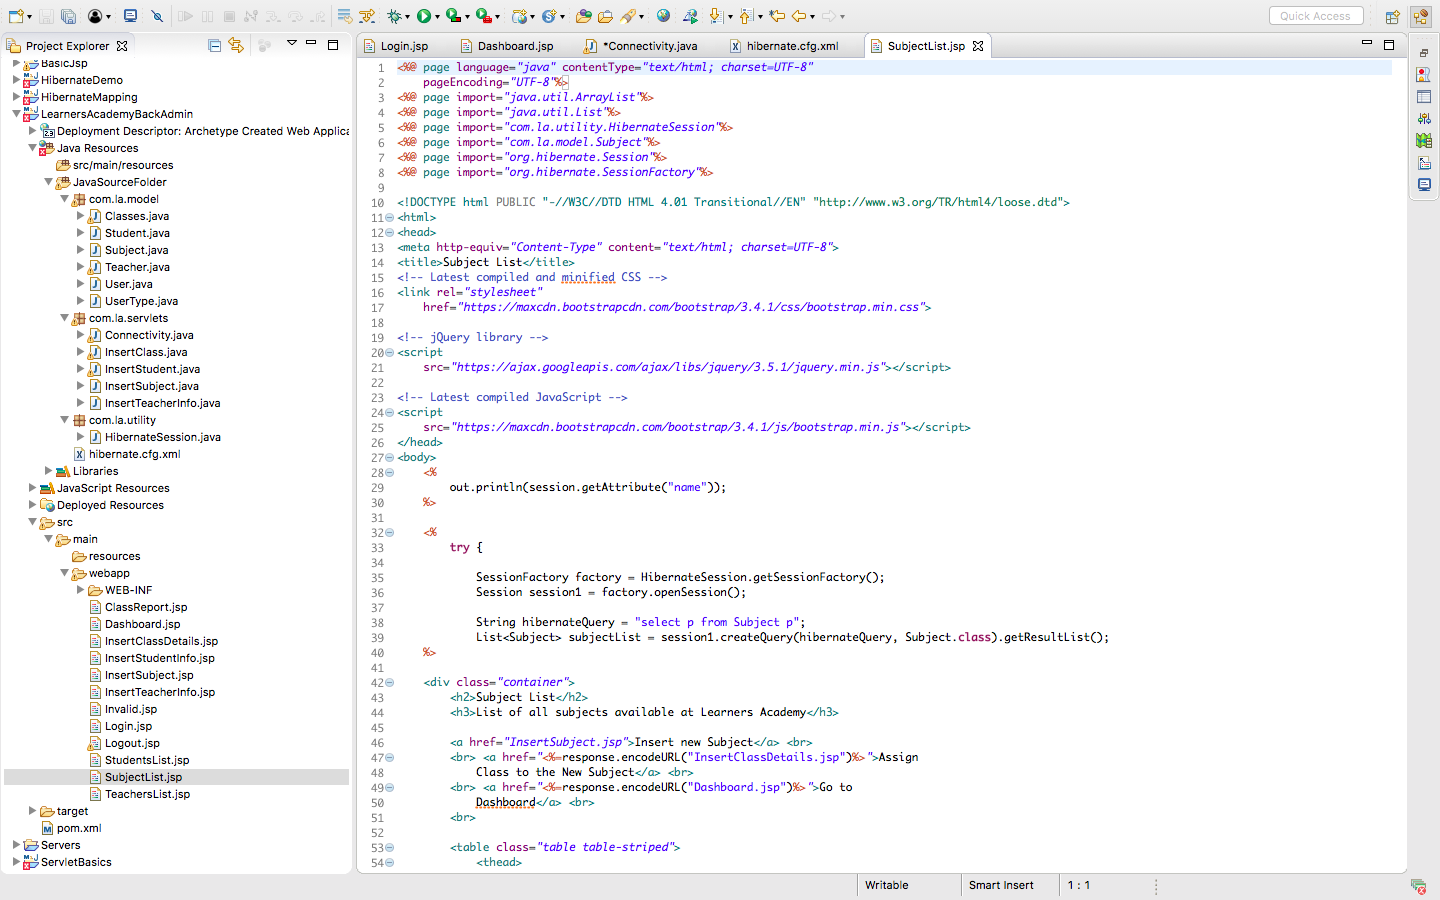 Quick Access
Project Explorer
BasicJsp
HibernateDemo
HibernateMapping
LearnersAcademyBackAdmin
Deployment Descriptor: Archetype Created Web Applica
Java Resources
src/main/resources
JavaSourceFolder
com.la.model
Classes.java
Student.java
Subject.java
Teacher.java
User.java
UserType.java
com.la.servlets
Connectivity.java
InsertClass.java
InsertStudent.java
InsertSubject.java
InsertTeacherInfo.java
com.la.utility
HibernateSession.java
hibernate.cfg.xml
Libraries
JavaScript Resources
Deployed Resources
src
main
resources
webapp
WEB-INF
ClassReport.jsp
Dashboard.jsp
InsertClassDetails.jsp
InsertStudentInfo.jsp
InsertSubject.jsp
InsertTeacherInfo.jsp
Invalid.jsp
Login.jsp
Logout.jsp
StudentsList.jsp
SubjectList.jsp
TeachersList.jsp
target
pom.xml
Servers
ServletBasics
Login.jsp Dashboard.jsp *Connectivity.java hibernate.cfg.xml SubjectList.jsp
1 <%@ page language="java" contentType="text/html; charset=UTF-8"
2 pageEncoding="UTF-8"%>
3 <%@ page import="java.util.ArrayList"%>
4 <%@ page import="java.util.List"%>
5 <%@ page import="com.la.utility.HibernateSession"%>
6 <%@ page import="com.la.model.Subject"%>
7 <%@ page import="org.hibernate.Session"%>
8 <%@ page import="org.hibernate.SessionFactory"%>
9
10 <!DOCTYPE html PUBLIC "-//W3C//DTD HTML 4.01 Transitional//EN" "http://www.w3.org/TR/html4/loose.dtd">
11 <html>
12 <head>
13 <meta http-equiv="Content-Type" content="text/html; charset=UTF-8">
14 <title>Subject List</title>
15 <!-- Latest compiled and minified CSS -->
16 <link rel="stylesheet"
17 href="https://maxcdn.bootstrapcdn.com/bootstrap/3.4.1/css/bootstrap.min.css">
18
19 <!-- jQuery library -->
20 <script
21 src="https://ajax.googleapis.com/ajax/libs/jquery/3.5.1/jquery.min.js"></script>
22
23 <!-- Latest compiled JavaScript -->
24 <script
25 src="https://maxcdn.bootstrapcdn.com/bootstrap/3.4.1/js/bootstrap.min.js"></script>
26 </head>
27 <body>
28 <%
29 out.println(session.getAttribute("name"));
30 %>
31
32 <%
33 try {
34
35 SessionFactory factory = HibernateSession.getSessionFactory();
36 Session session1 = factory.openSession();
37
38 String hibernateQuery = "select p from Subject p";
39 List<Subject> subjectList = session1.createQuery(hibernateQuery, Subject.class).getResultList();
40 %>
41
42 <div class="container">
43 <h2>Subject List</h2>
44 <h3>List of all subjects available at Learners Academy</h3>
45
46 <a href="InsertSubject.jsp">Insert new Subject</a> <br>
47 <br> <a href="<%=response.encodeURL("InsertClassDetails.jsp")%>">Assign
48 Class to the New Subject</a> <br>
49 <br> <a href="<%=response.encodeURL("Dashboard.jsp")%>">Go to
50 Dashboard</a> <br>
51 <br>
52
53 <table class="table table-striped">
54 <thead>
Writable Smart Insert 1 : 1